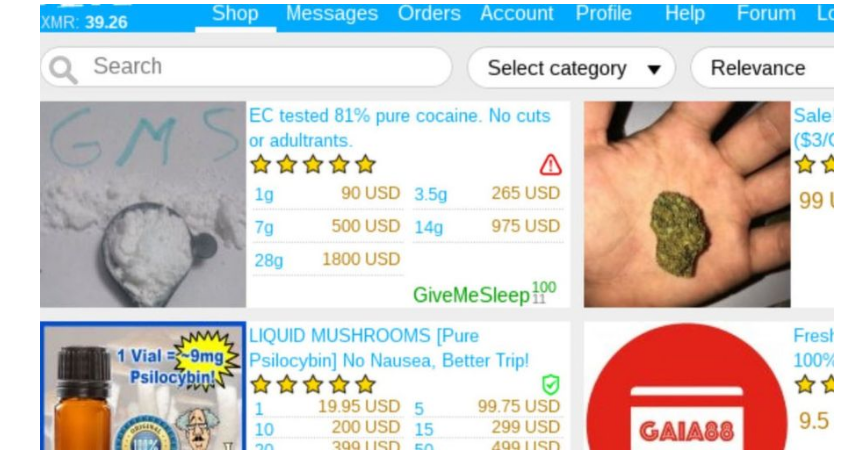 XMR: 39.26
Shop Messages Orders Account Profile Help Forum
Search
Select category
Relevance
GMS
EC tested 81% pure cocaine. No cuts
or adultrants.
1g 90 USD 3.5g 265 USD
7g 500 USD 14g 975 USD
28g 1800 USD
GiveMeSleep 100
11
Sale!
($3/
99
LIQUID MUSHROOMS [Pure
Psilocybin] No Nausea, Better Trip!
1 19.95 USD 5 99.75 USD
10 200 USD 15 299 USD
20 399 USD 50 499 USD
1 Vial = ~9mg
Psilocybin!
ORIGINAL
100%
GAIA88
Fresh
100%
9.5